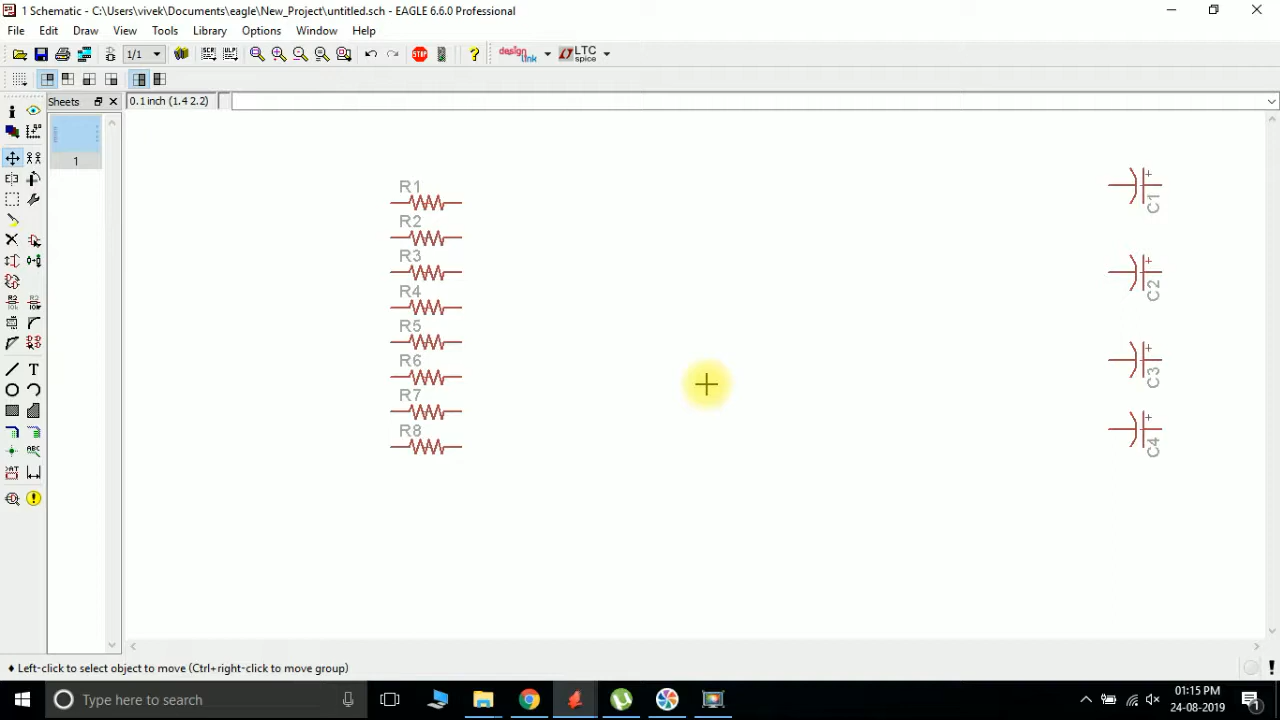 1 Schematic - C:\Users\vivek\Documents\eagle\New_Project\untitled.sch - EAGLE 6.6.0 Professional
File Edit Draw View Tools Library Options Window Help
1/1
design link
LTC spice
Sheets
0.1 inch (1.4 2.2)
1
R1
R2
R3
R4
R5
R6
R7
R8
C1
C2
C3
C4
Left-click to select object to move (Ctrl+right-click to move group)
Type here to search
01:15 PM
24-08-2019